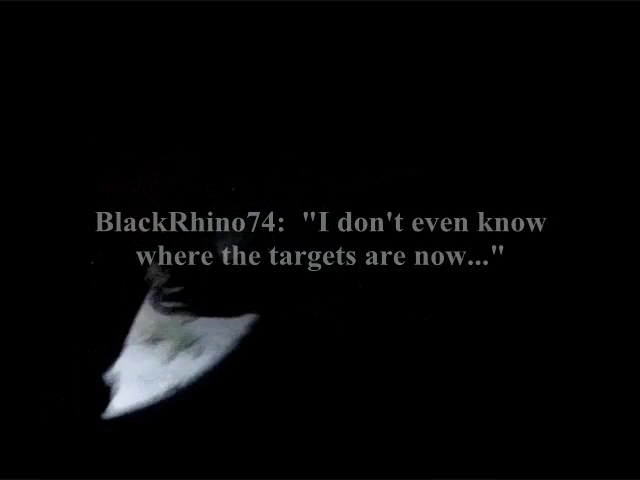 BlackRhino74:  "I don't even know
where the targets are now..."